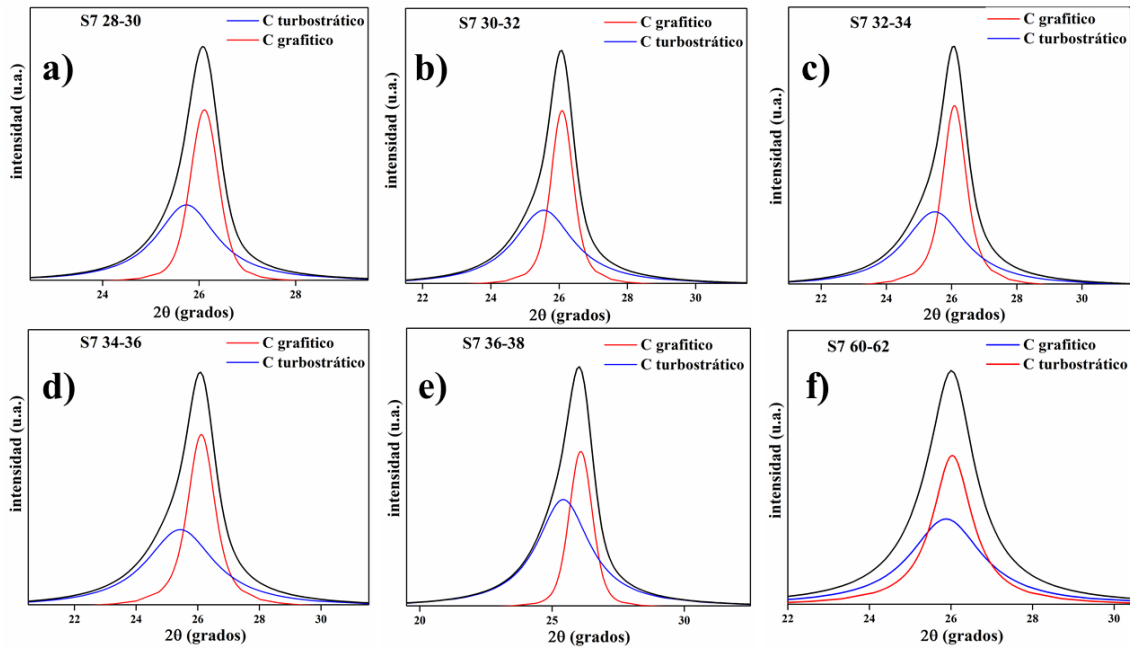 S7 28-30
C turbostrático
C grafitico
a)
intensidad (u.a.)
24 26 28
2θ (grados)
S7 30-32
C grafitico
C turbostrático
b)
intensidad (u.a.)
22 24 26 28 30
2θ (grados)
S7 32-34
C grafitico
C turbostrático
c)
intensidad (u.a.)
22 24 26 28 30
2θ (grados)
S7 34-36
C grafitico
C turbostrático
d)
intensidad (u.a.)
22 24 26 28 30
2θ (grados)
S7 36-38
C grafitico
C turbostrático
e)
intensidad (u.a.)
20 25 30
2θ (grados)
S7 60-62
C grafitico
C turbostrático
f)
intensidad (u.a.)
22 24 26 28 30
2θ (grados)